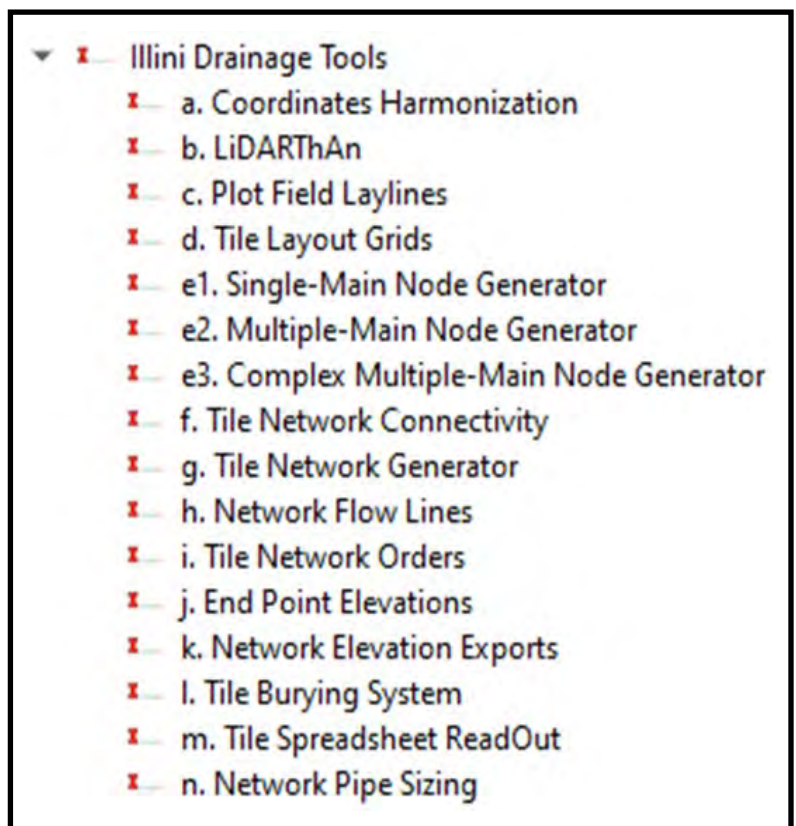 Illini Drainage Tools
a. Coordinates Harmonization
b. LiDARThAn
c. Plot Field Laylines
d. Tile Layout Grids
e1. Single-Main Node Generator
e2. Multiple-Main Node Generator
e3. Complex Multiple-Main Node Generator
f. Tile Network Connectivity
g. Tile Network Generator
h. Network Flow Lines
i. Tile Network Orders
j. End Point Elevations
k. Network Elevation Exports
l. Tile Burying System
m. Tile Spreadsheet ReadOut
n. Network Pipe Sizing